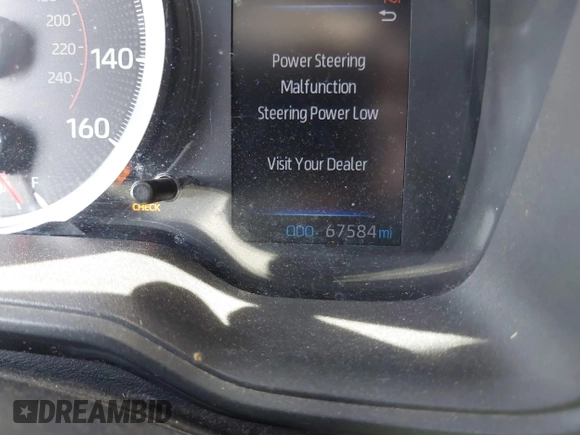 200
220
240
140
160
F
CHECK
Power Steering
Malfunction
Steering Power Low
Visit Your Dealer
ODO 67584 mi
DREAMBID